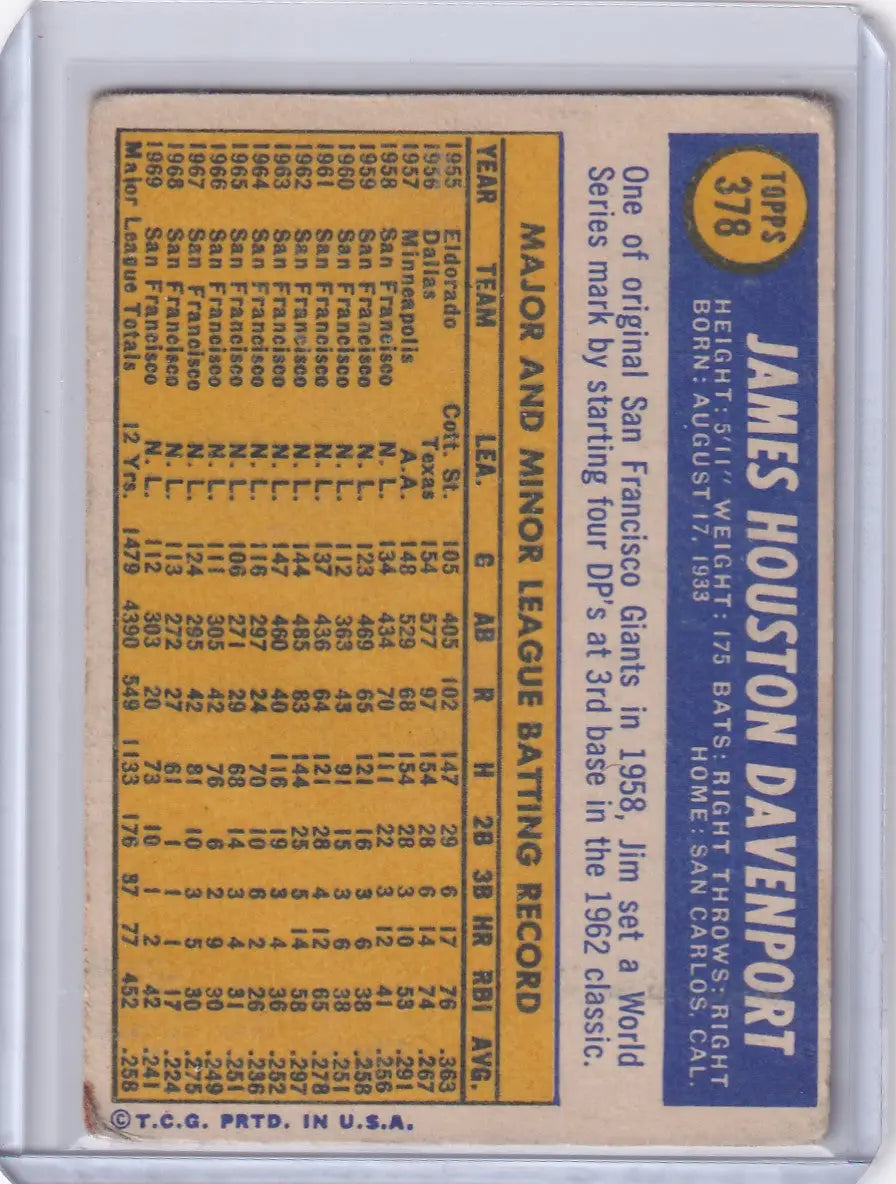 TOPPS
378
JAMES HOUSTON DAVENPORT
HEIGHT: 5'11" WEIGHT: 175 BATS: RIGHT THROWS: RIGHT
BORN: AUGUST 17, 1933 HOME: SAN CARLOS, CAL.
One of original San Francisco Giants in 1958, Jim set a World
Series mark by starting four DP's at 3rd base in the 1962 classic.
MAJOR AND MINOR LEAGUE BATTING RECORD
YEAR TEAM LEA. G AB R H 2B 3B HR RBI AVG.
1955 Eldorado Cott. St. 105 405 102 147 29 6 17 76 .363
1956 Dallas Texas 154 577 97 154 28 6 14 74 .267
1957 Minneapolis A.A. 148 529 68 154 28 3 10 53 .291
1958 San Francisco N. L. 134 434 70 111 22 3 12 41 .256
1959 San Francisco N. L. 123 469 65 121 16 3 6 38 .258
1960 San Francisco N. L. 112 363 43 91 15 3 6 38 .251
1961 San Francisco N. L. 137 436 64 121 28 4 12 65 .278
1962 San Francisco N. L. 144 485 83 144 25 5 14 58 .297
1963 San Francisco N. L. 147 460 40 116 19 3 4 36 .252
1964 San Francisco N. L. 116 297 24 70 10 6 2 26 .236
1965 San Francisco N. L. 106 271 29 68 14 3 4 31 .251
1966 San Francisco N. L. 111 305 42 76 6 2 9 30 .249
1967 San Francisco N. L. 124 295 42 81 10 3 5 30 .275
1968 San Francisco N. L. 113 272 27 61 1 1 1 17 .224
1969 San Francisco N. L. 112 303 20 73 10 1 2 42 .241
Major League Totals 12 Yrs. 1479 4390 549 1133 176 37 77 452 .258
©T.C.G. PRTD. IN U.S.A.